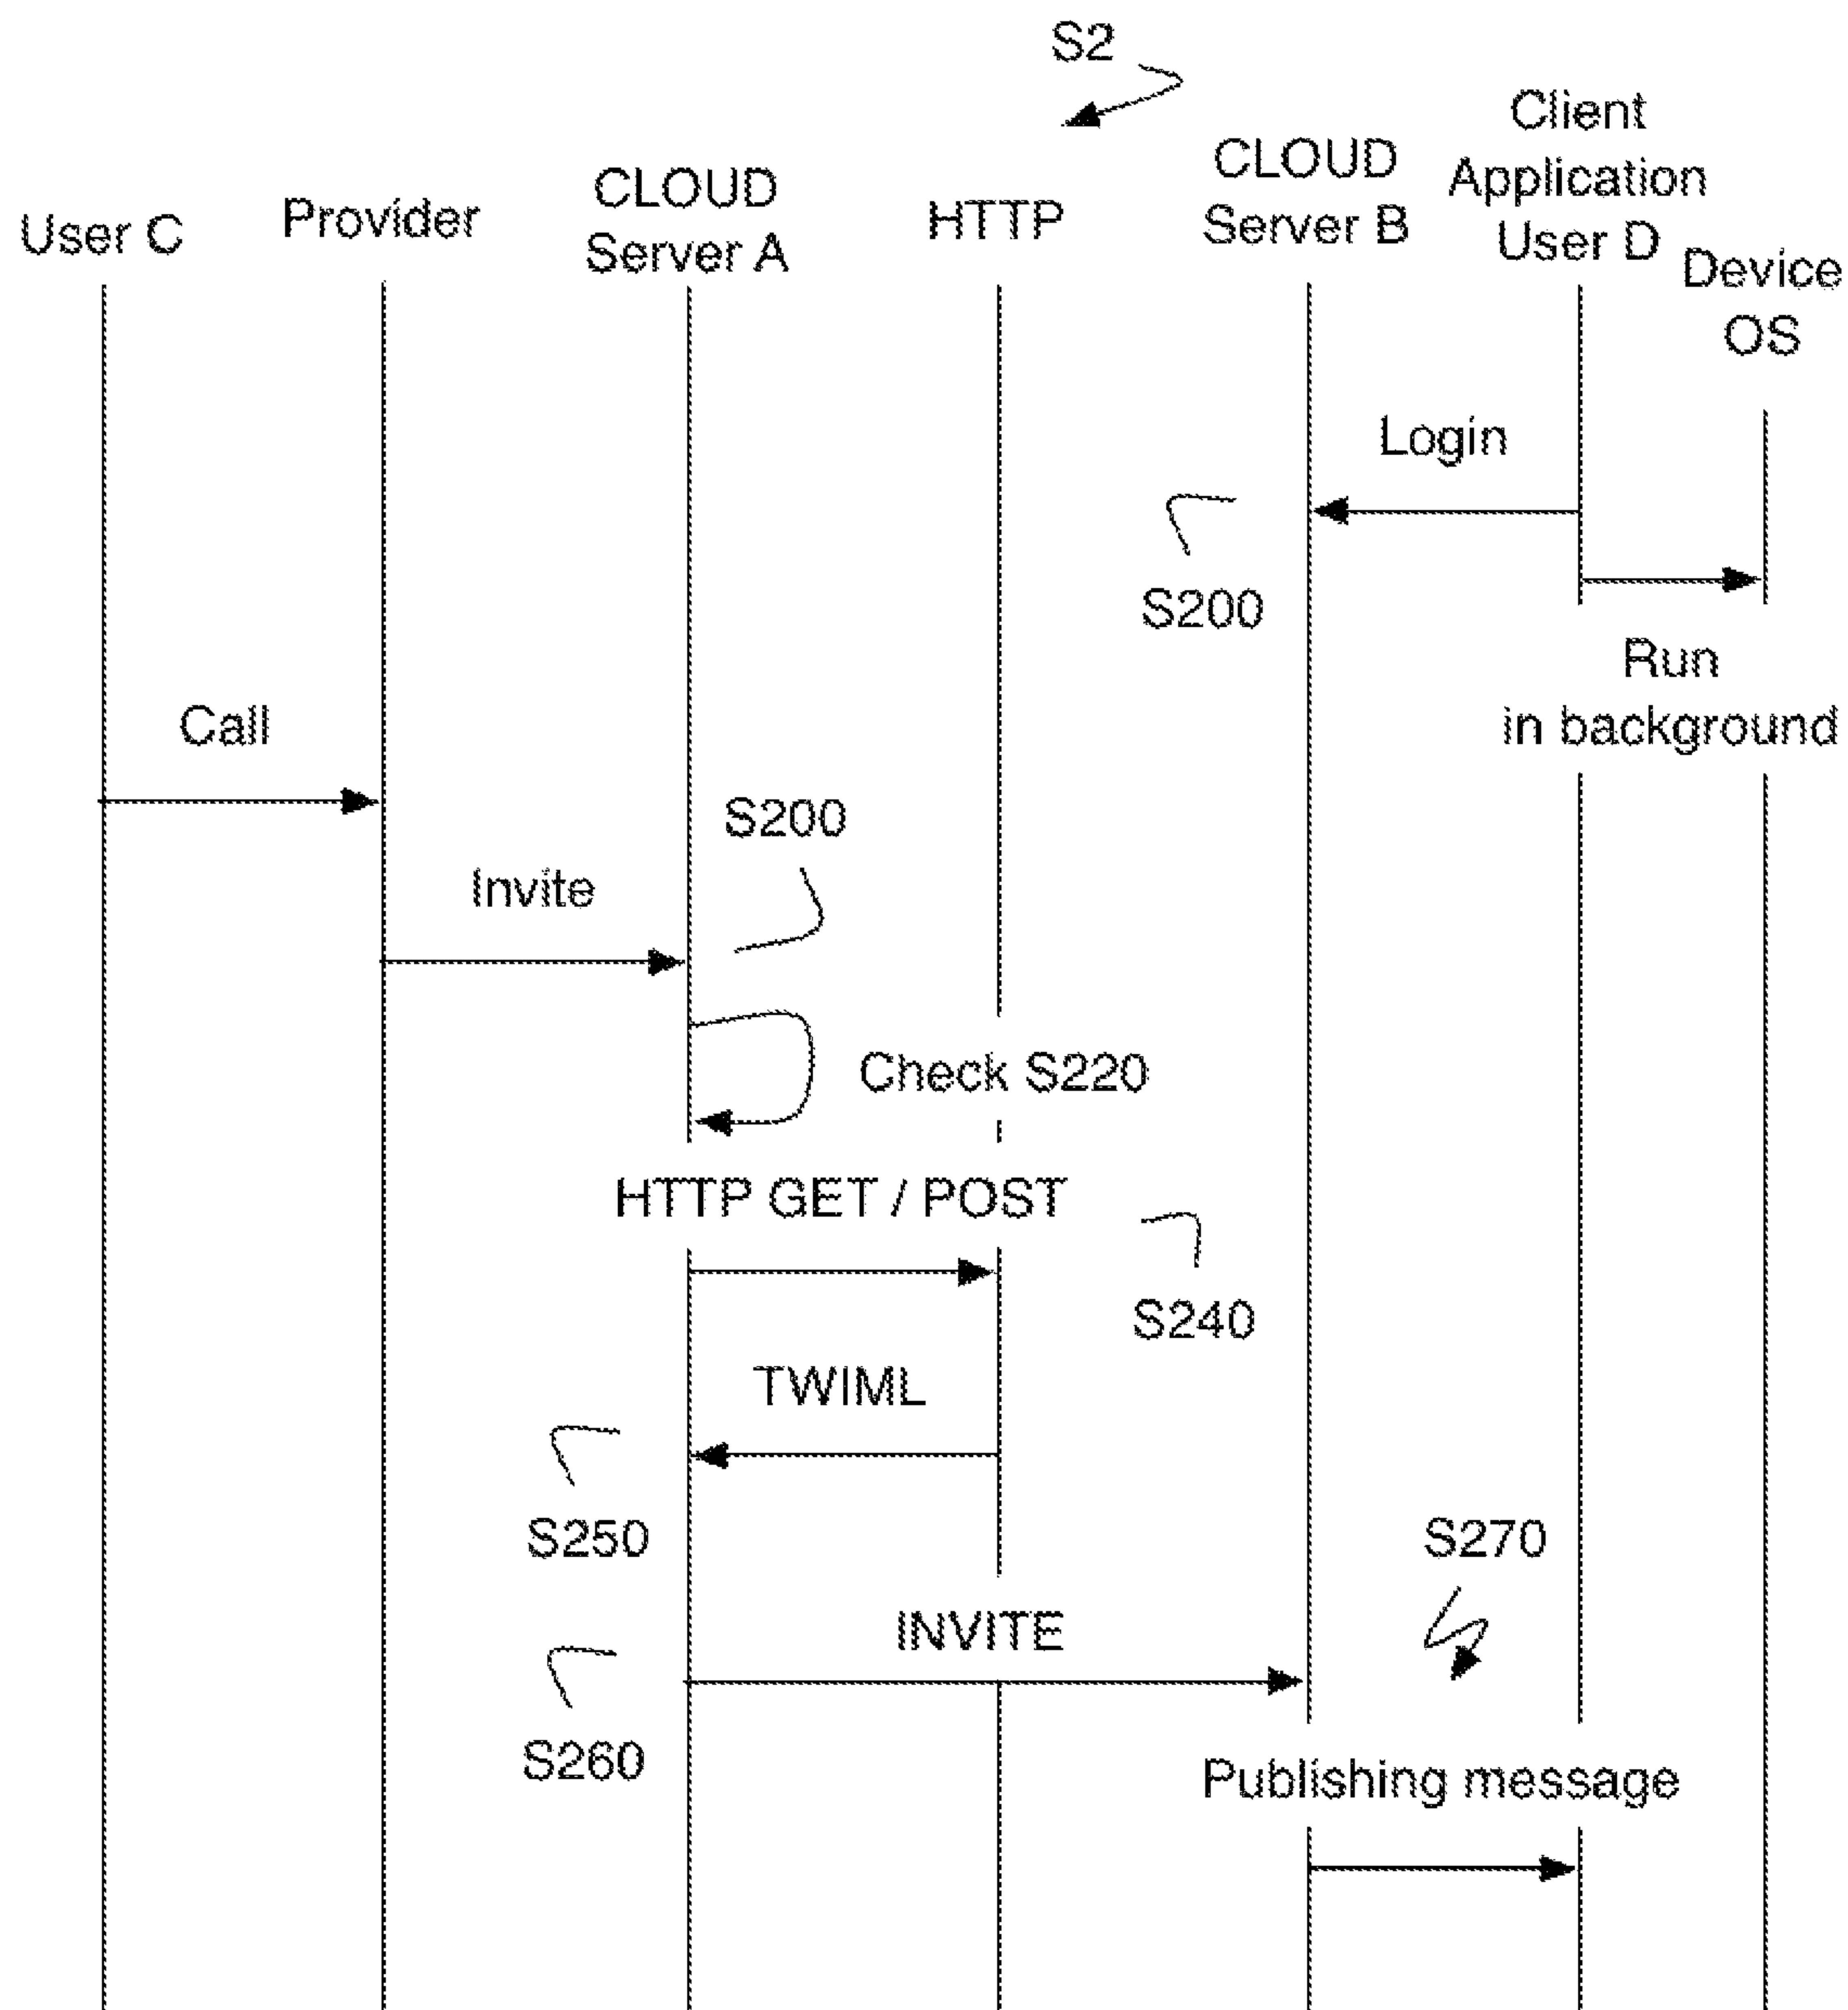 S2
User C
Provider
CLOUD
Server A
HTTP
CLOUD
Server B
Client
Application
User D
Device
OS
Login
S200
Run
in background
Call
S200
Invite
Check S220
HTTP GET / POST
S240
TWIML
S250
S270
INVITE
S260
Publishing message